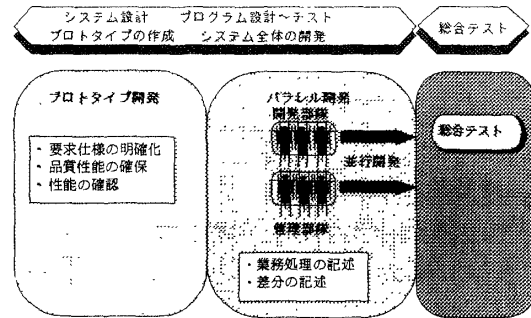 システム設計 プログラム設計～テスト
プロトタイプの作成 システム全体の開発
総合テスト
プロトタイプ開発
・要求仕様の明確化
・品質性能の確保
・性能の確認
パラレル開発
開発部隊
並行開発
管理部隊
・業務処理の記述
・差分の記述
総合テスト